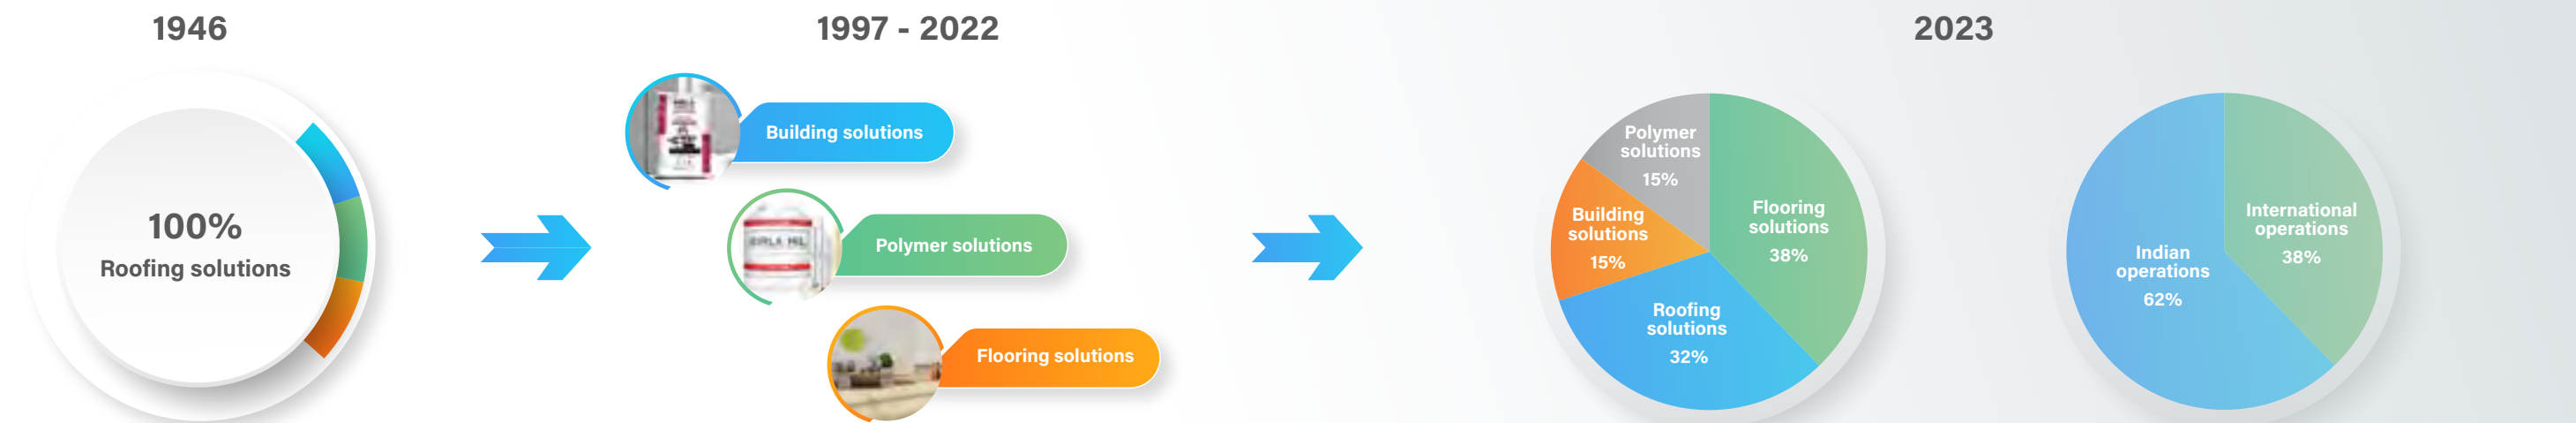 1946
100%
Roofing solutions
1997 - 2022
Building solutions
Polymer solutions
Flooring solutions
2023
Polymer
solutions
15%
Flooring
solutions
38%
Building
solutions
15%
Roofing
solutions
32%
International
operations
38%
Indian
operations
62%